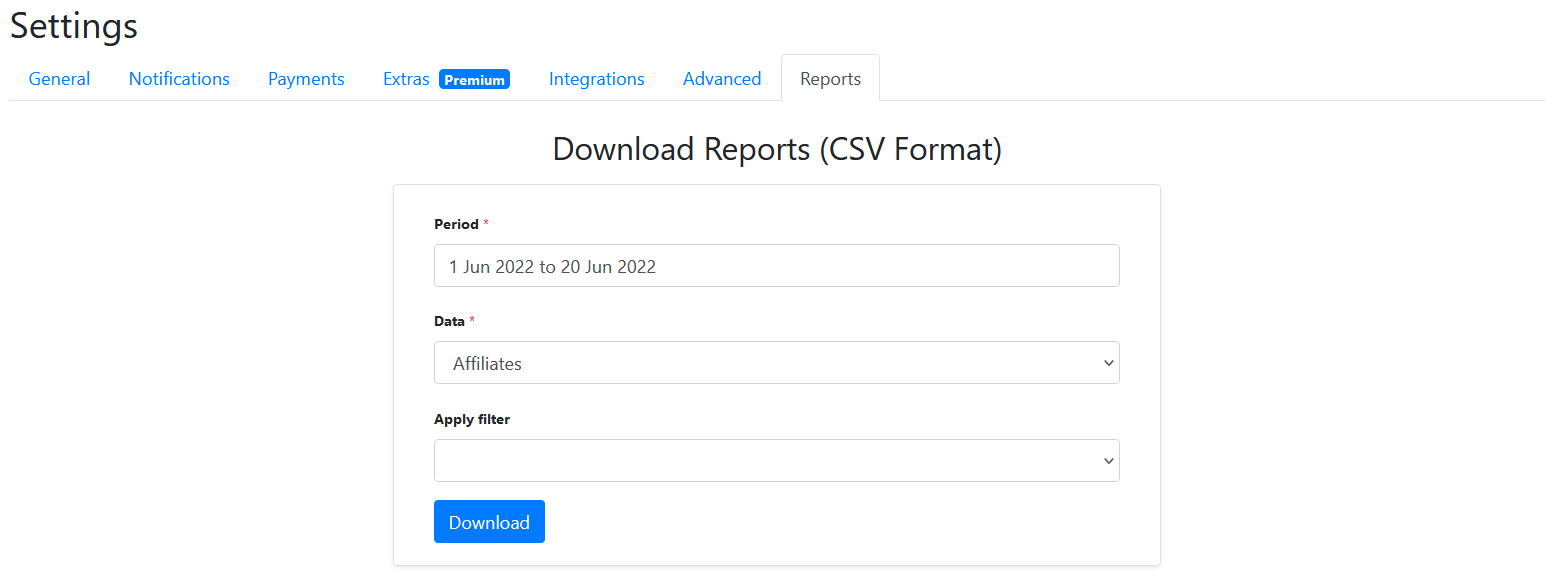 Settings
General Notifications Payments Extras Premium Integrations Advanced Reports
Download Reports (CSV Format)
Period *
1 Jun 2022 to 20 Jun 2022
Data *
Affiliates
Apply filter
Download